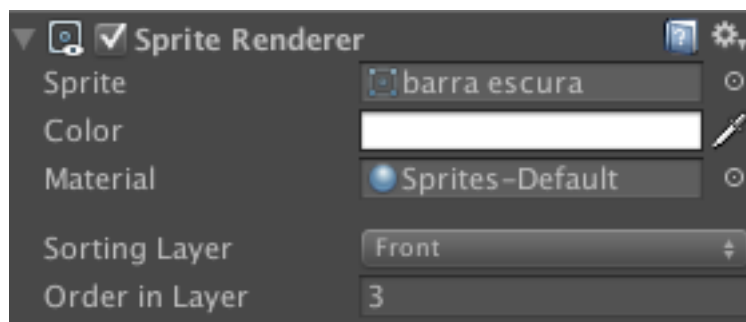 Sprite Renderer
Sprite barra escura
Color
Material Sprites-Default
Sorting Layer Front
Order in Layer 3